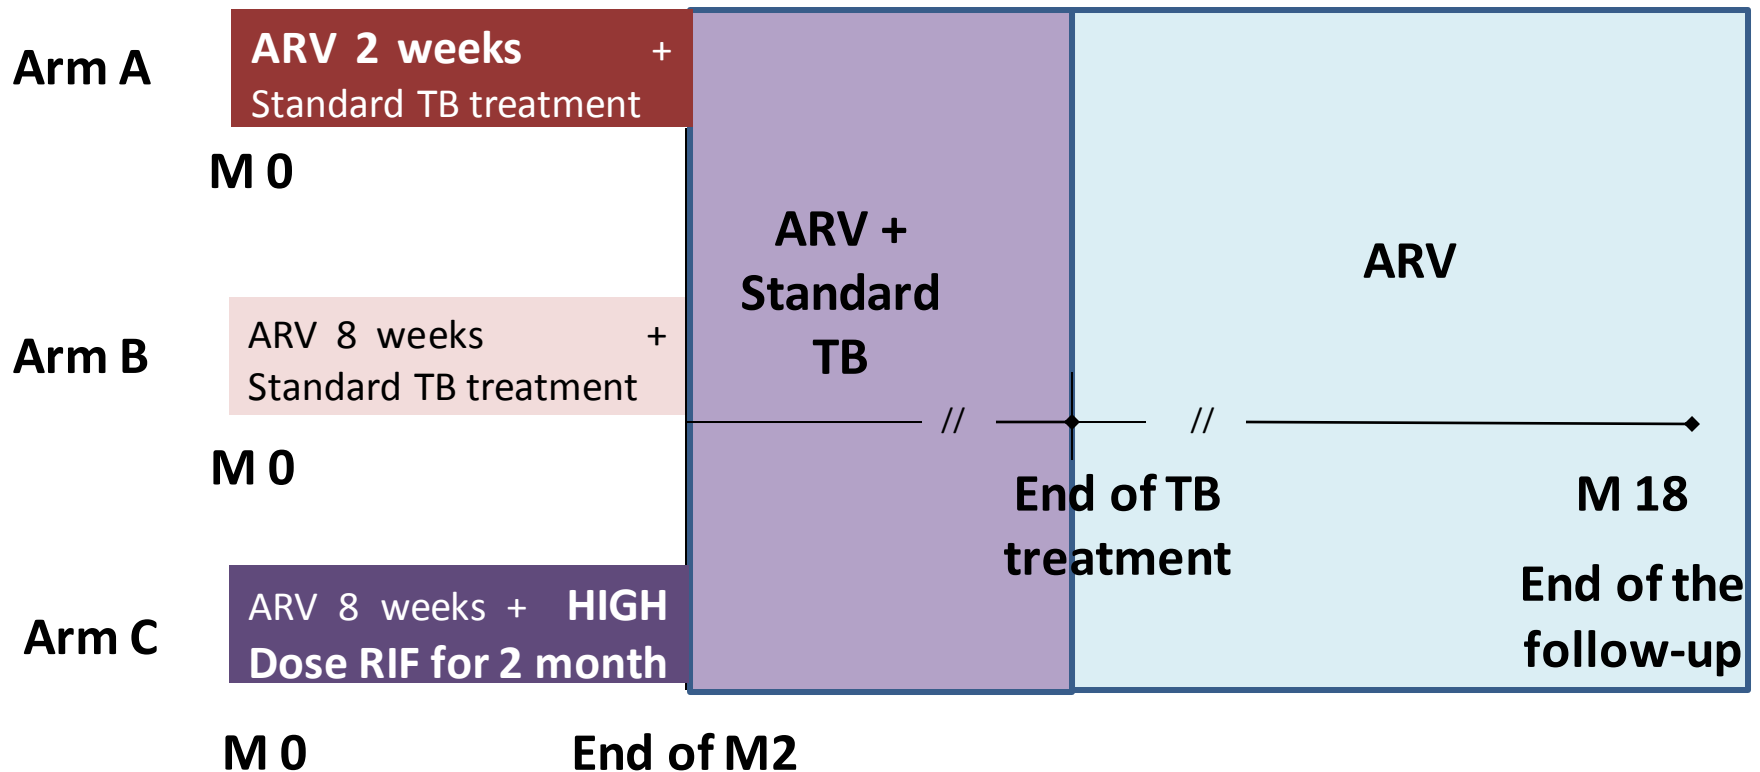 Arm A
ARV 2 weeks +
Standard TB treatment
M 0
ARV +
Standard
TB
ARV
Arm B
ARV 8 weeks +
Standard TB treatment
//
//
M 0
End of TB
treatment
M 18
End of the
follow-up
Arm C
ARV 8 weeks + HIGH
Dose RIF for 2 month
M 0
End of M2